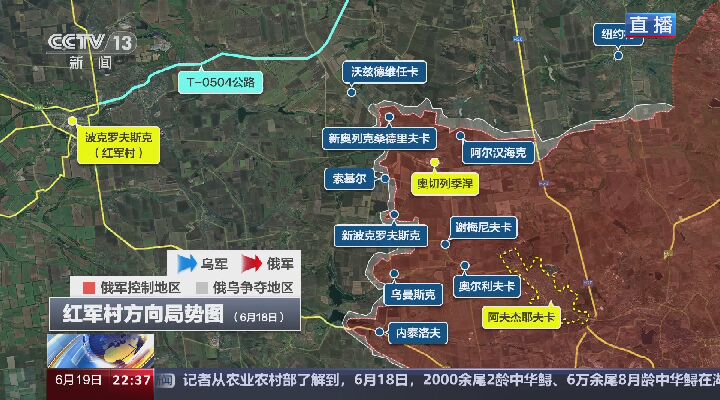 CCTV 13
新闻
直播
纽约
沃兹德维任卡
T-0504公路
波克罗夫斯克
（红军村）
新奥列克桑德里夫卡
阿尔汉海克
索基尔
奥切列季涅
新波克罗夫斯克
谢梅尼夫卡
乌军
俄军
俄军控制地区
俄乌争夺地区
乌曼斯克
奥尔利夫卡
阿夫杰耶夫卡
内泰洛夫
红军村方向局势图（6月18日）
6月19日 22:37 新闻 记者从农业农村部了解到，6月18日，2000余尾2龄中华鲟、6万余尾8月龄中华鲟在